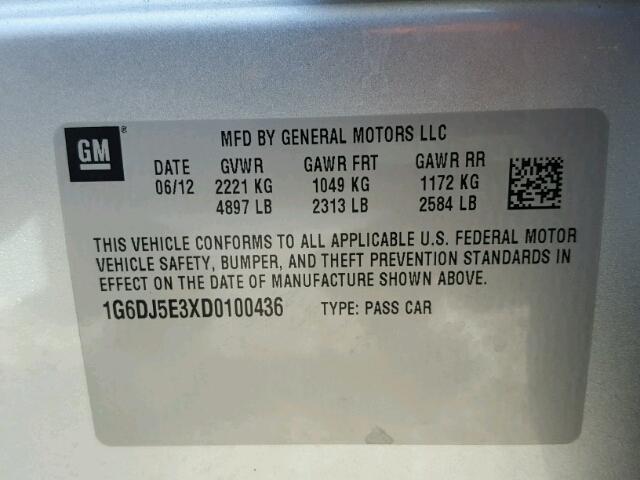 GM ®
MFD BY GENERAL MOTORS LLC
DATE GVWR GAWR FRT GAWR RR
06/12 2221 KG 1049 KG 1172 KG
4897 LB 2313 LB 2584 LB
THIS VEHICLE CONFORMS TO ALL APPLICABLE U.S. FEDERAL MOTOR
VEHICLE SAFETY, BUMPER, AND THEFT PREVENTION STANDARDS IN
EFFECT ON THE DATE OF MANUFACTURE SHOWN ABOVE.
1G6DJ5E3XD0100436 TYPE: PASS CAR